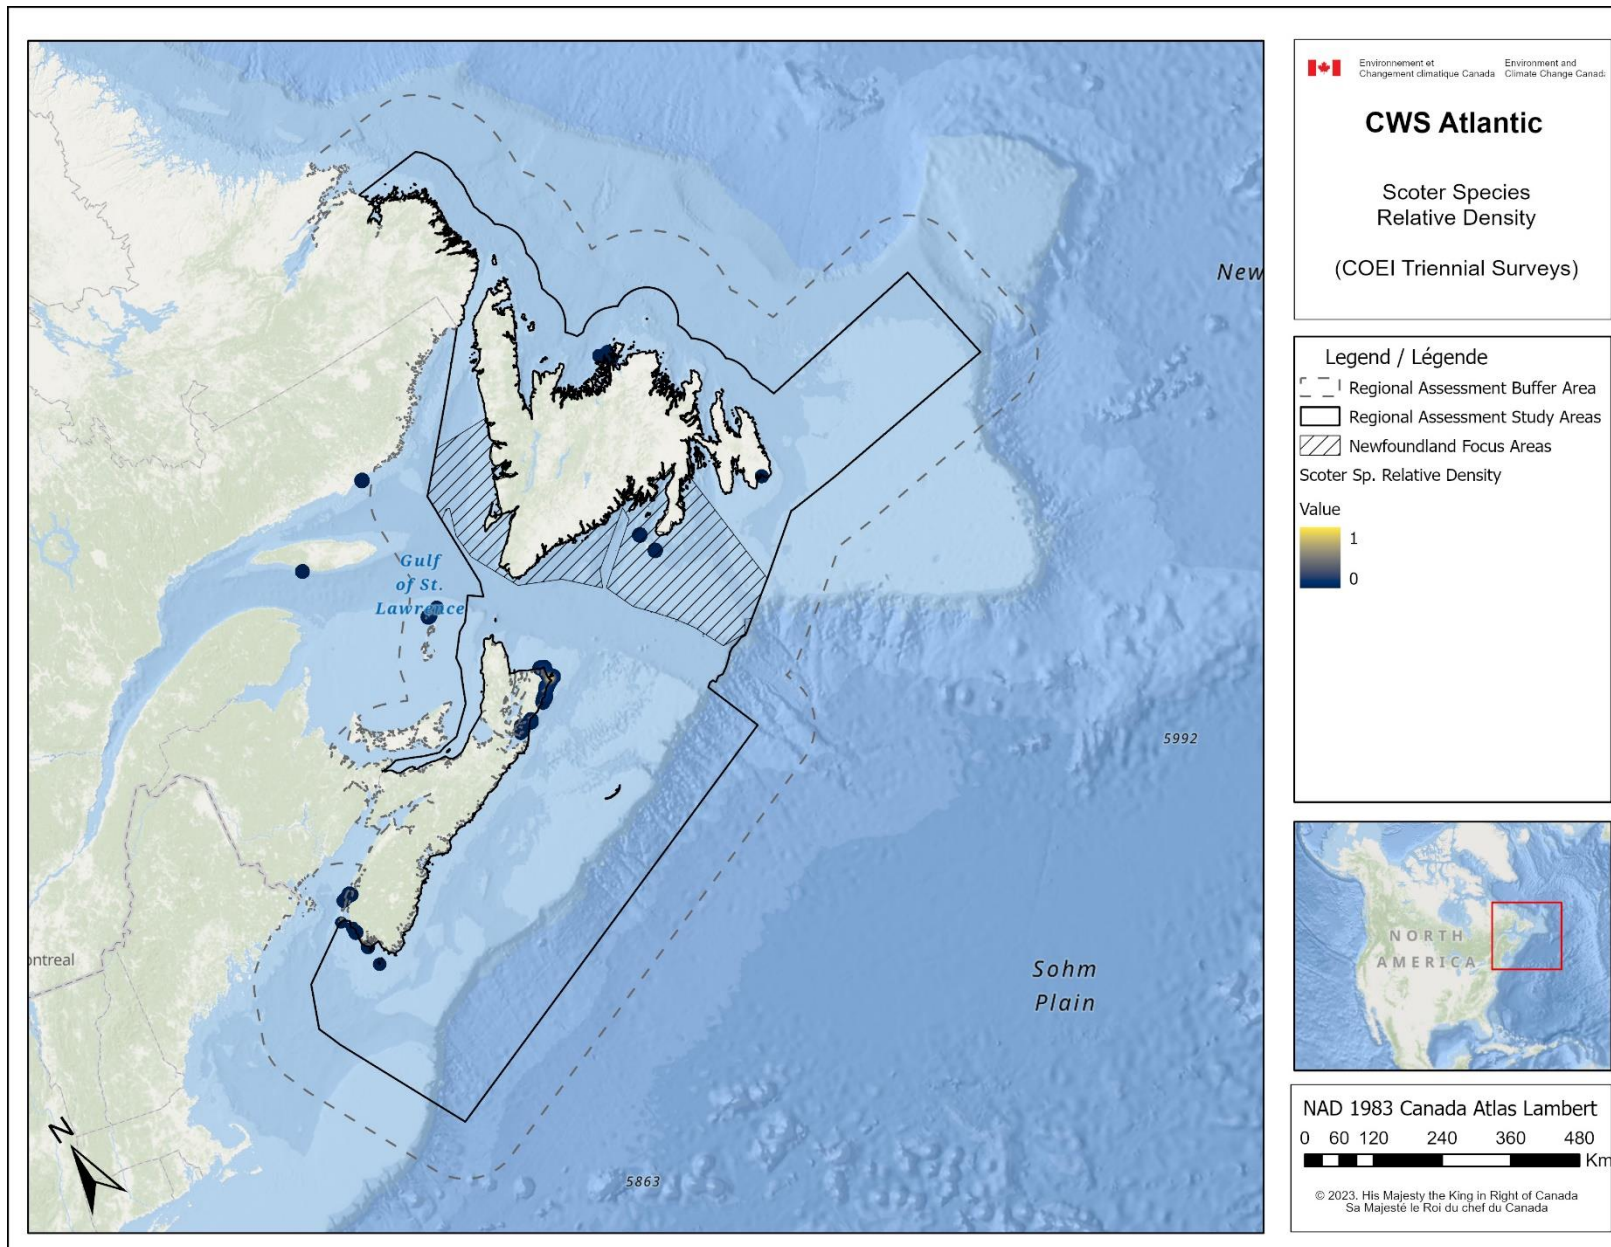 New
Gulf
of St.
Lawrence
5992
ontreal
Sohm
Plain
5863
N
Environnement et
Changement climatique Canada
Environment and
Climate Change Canada
CWS Atlantic
Scoter Species
Relative Density
(COEI Triennial Surveys)
Legend / Légende
Regional Assessment Buffer Area
Regional Assessment Study Areas
Newfoundland Focus Areas
Scoter Sp. Relative Density
Value
1
0
NORTH
AMERICA
NAD 1983 Canada Atlas Lambert
0 60 120 240 360 480
Km
© 2023. His Majesty the King in Right of Canada
Sa Majesté le Roi du chef du Canada